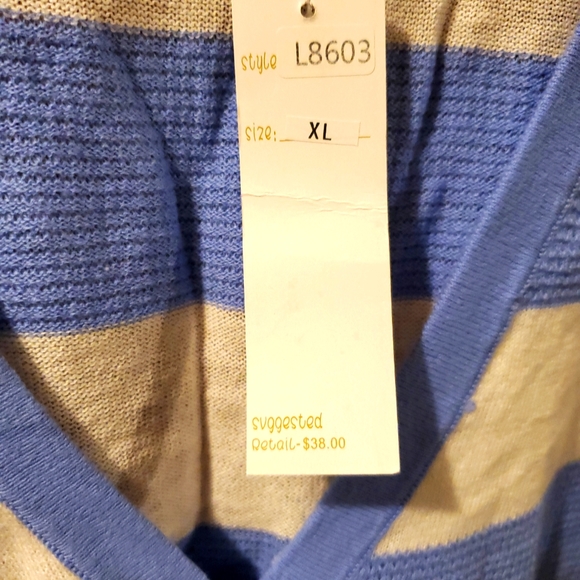 style L8603
size: XL
suggested
Retail-$38.00